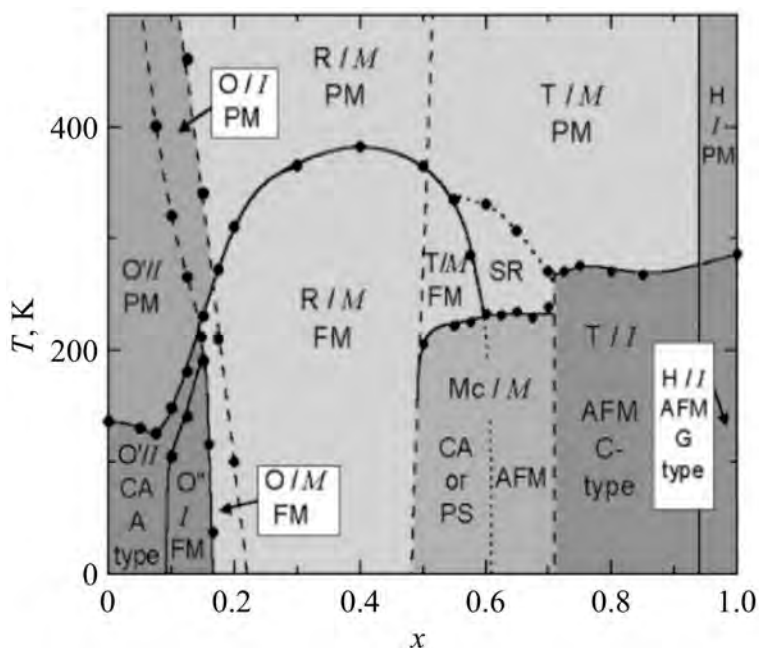 T, K
400
200
0
0
0.2
0.4
0.6
0.8
1.0
x
O / I
PM
R / M
PM
T / M
PM
H
I
PM
O'/I
PM
R / M
FM
T/M
FM
SR
T / I
AFM
C-
type
H / I
AFM
G
type
Mc / M
CA
or
PS
AFM
O'/I
CA
A
type
O''
I
FM
O / M
FM